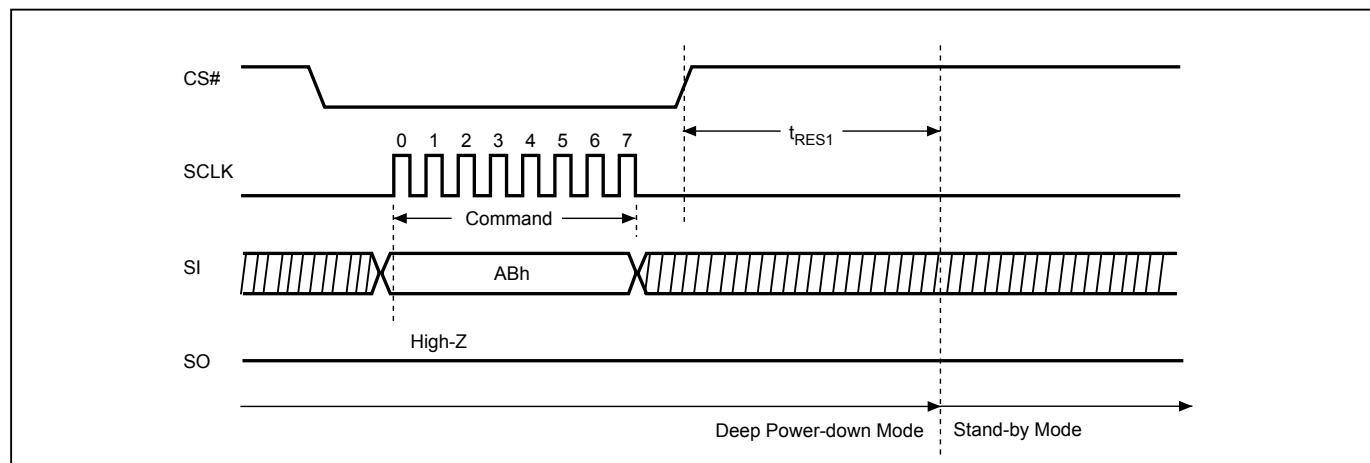 CS#
tRES1
0 1 2 3 4 5 6 7
SCLK
Command
SI
ABh
High-Z
SO
Deep Power-down Mode
Stand-by Mode